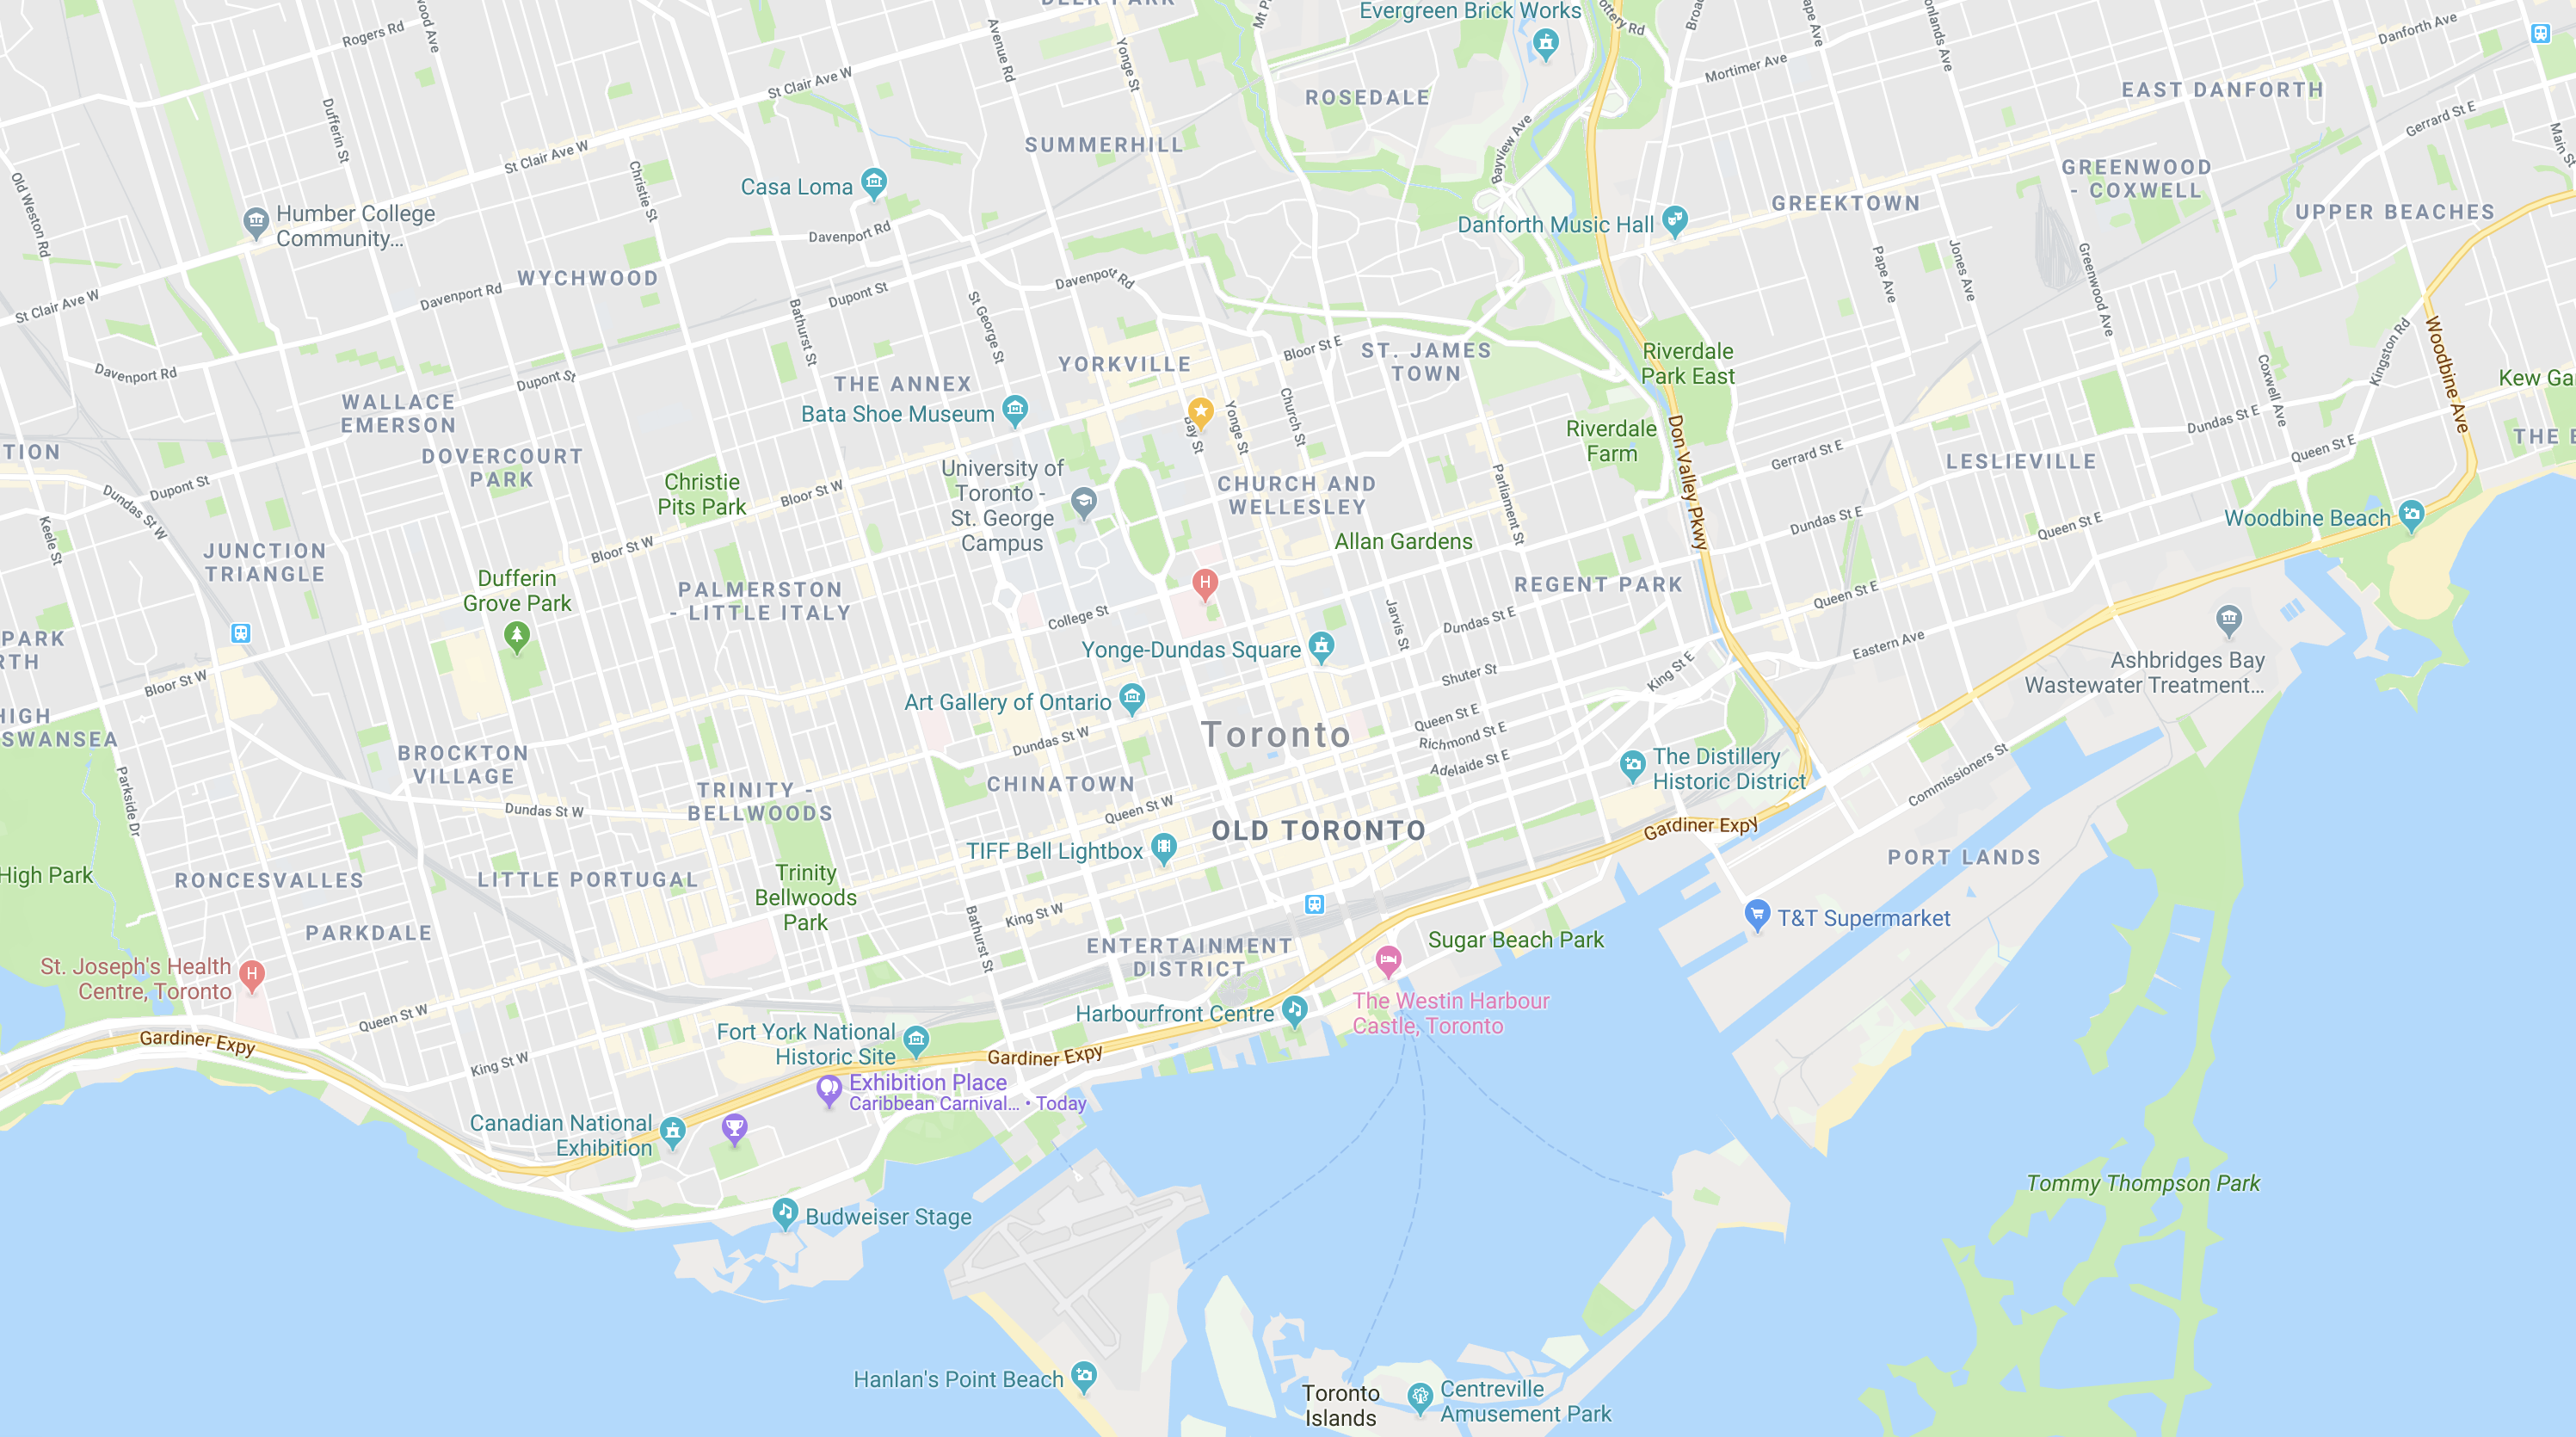 DEER PARK
Evergreen Brick Works
Pottery Rd
Danforth Ave
Rogers Rd
Avenue Rd
Yonge St
Mortimer Ave
St Clair Ave W
EAST DANFORTH
ROSEDALE
Gerrard St E
Main St
Dufferin St
SUMMERHILL
Bayview Ave
St Clair Ave W
Christie St
Casa Loma
GREENWOOD
- COXWELL
Old Weston Rd
Humber College
Community...
Davenport Rd
Danforth Music Hall
GREEKTOWN
UPPER BEACHES
WYCHWOOD
Davenport Rd
Davenport Rd
Dupont St
Pape Ave
Jones Ave
Greenwood Ave
St Clair Ave W
Bathurst St
St George St
Davenport Rd
Dupont St
YORKVILLE
Bloor St E
ST. JAMES
TOWN
Riverdale
Park East
Coxwell Ave
Kingston Rd
Woodbine Ave
THE ANNEX
Bata Shoe Museum
Bay St
Yonge St
Church St
WALLACE
EMERSON
Riverdale
Farm
Don Valley Pkwy
Dundas St E
Queen St E
DOVERCOURT
PARK
Christie
Pits Park
Bloor St W
University of
Toronto -
St. George
Campus
CHURCH AND
WELLESLEY
Parliament St
Gerrard St E
LESLIEVILLE
Dundas St W
Dupont St
Keele St
Allan Gardens
Dundas St E
Queen St E
Woodbine Beach
JUNCTION
TRIANGLE
Bloor St W
Dufferin
Grove Park
PALMERSTON
- LITTLE ITALY
College St
Jarvis St
Dundas St E
REGENT PARK
Queen St E
Eastern Ave
Yonge-Dundas Square
Shuter St
King St E
Ashbridges Bay
Wastewater Treatment...
Bloor St W
Art Gallery of Ontario
Dundas St W
Toronto
Queen St E
Richmond St E
Adelaide St E
The Distillery
Historic District
SWANSEA
Parkside Dr
BROCKTON
VILLAGE
Dundas St W
TRINITY -
BELLWOODS
CHINATOWN
Queen St W
OLD TORONTO
Gardiner Expy
Commissioners St
PORT LANDS
TIFF Bell Lightbox
High Park
RONCESVALLES
LITTLE PORTUGAL
Trinity
Bellwoods
Park
King St W
Bathurst St
T&T Supermarket
PARKDALE
ENTERTAINMENT
DISTRICT
Sugar Beach Park
St. Joseph's Health
Centre, Toronto
H
H
Queen St W
Harbourfront Centre
The Westin Harbour
Castle, Toronto
Gardiner Expy
King St W
Fort York National
Historic Site
Gardiner Expy
Exhibition Place
Caribbean Carnival... • Today
Canadian National
Exhibition
Budweiser Stage
Tommy Thompson Park
Hanlan's Point Beach
Toronto
Islands
Centreville
Amusement Park